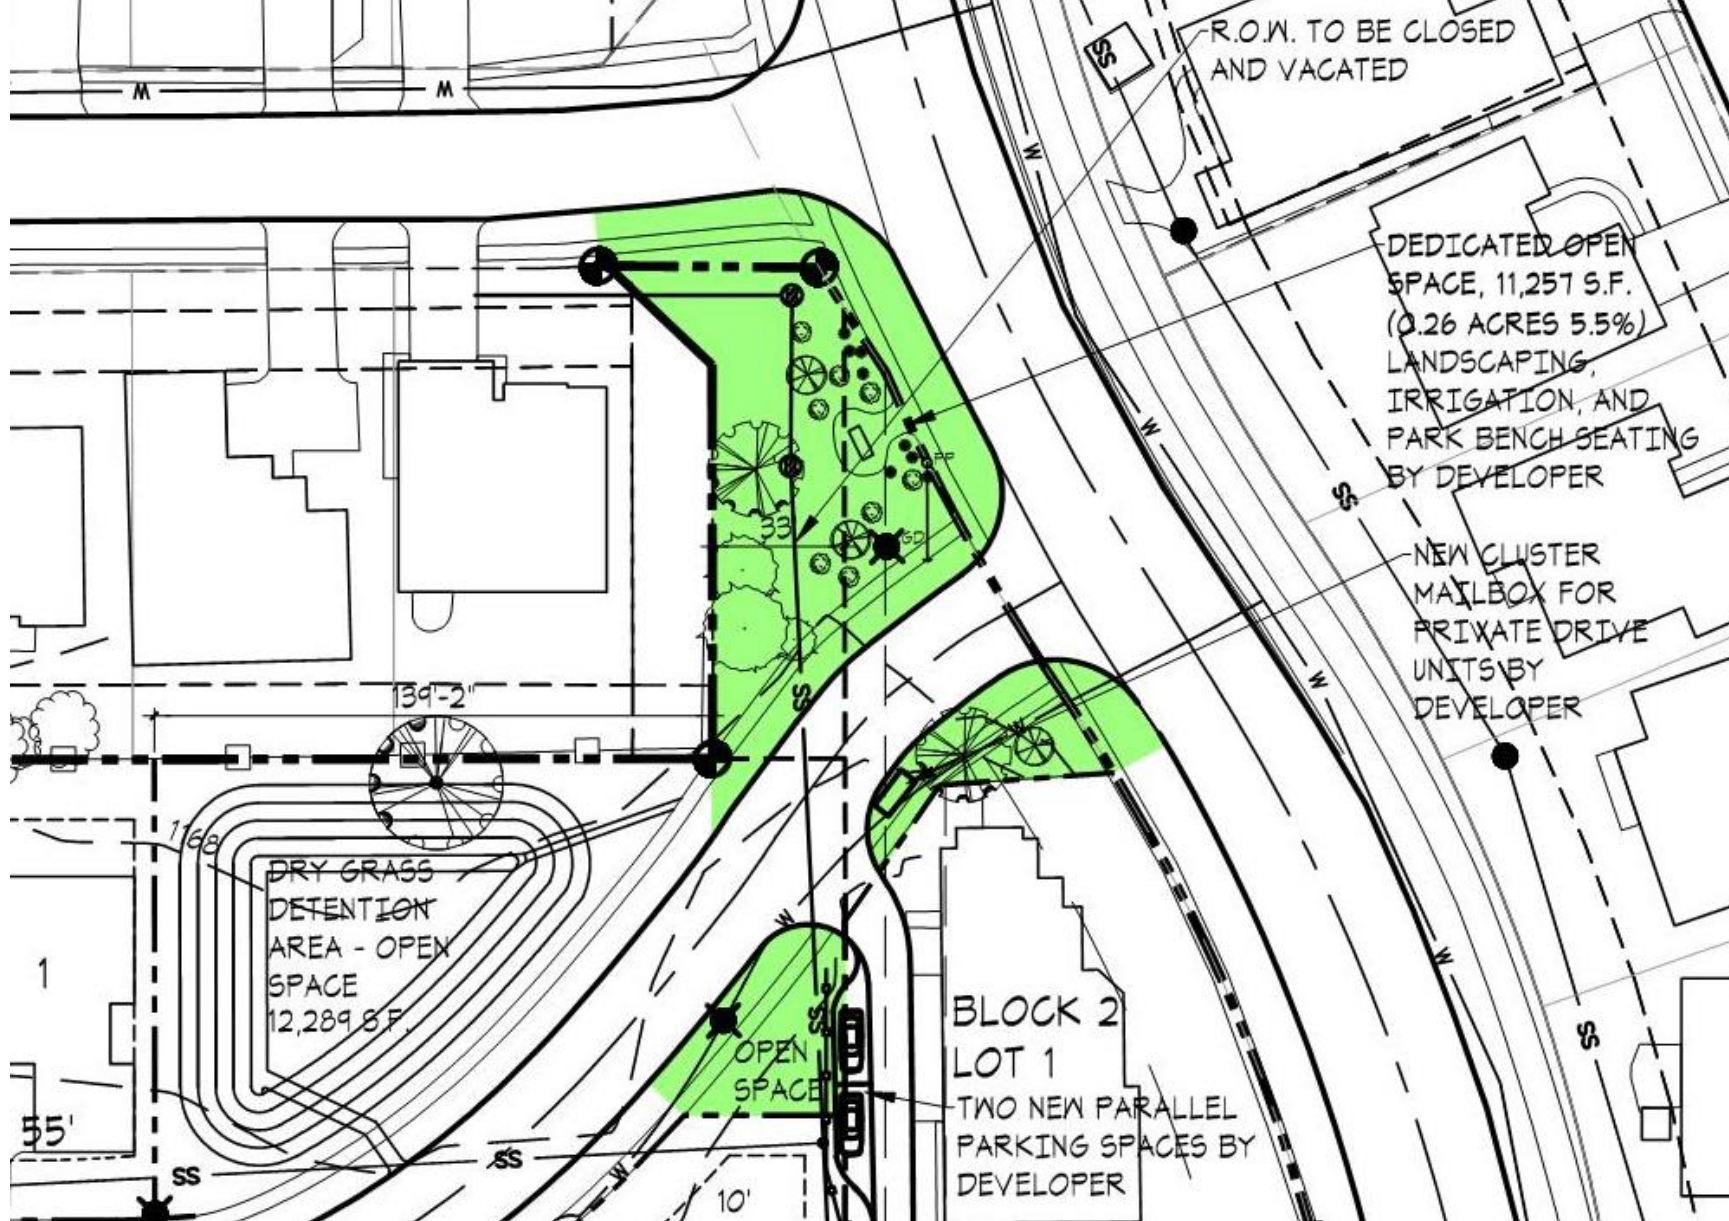 R.O.W. TO BE CLOSED
AND VACATED
W
W
W
SS
DEDICATED OPEN
SPACE, 11,257 S.F.
(0.26 ACRES 5.5%)
LANDSCAPING,
IRRIGATION, AND
PARK BENCH SEATING
BY DEVELOPER
W
PP
SS
33
GD
NEW CLUSTER
MAILBOX FOR
PRIVATE DRIVE
UNITS BY
DEVELOPER
139'-2"
SS
W
W
1168
DRY GRASS
DETENTION
AREA - OPEN
SPACE
12,289 S.F.
W
W
1
BLOCK 2
LOT 1
SS
SS
OPEN
SPACE
TWO NEW PARALLEL
PARKING SPACES BY
DEVELOPER
55'
SS
SS
W
10'